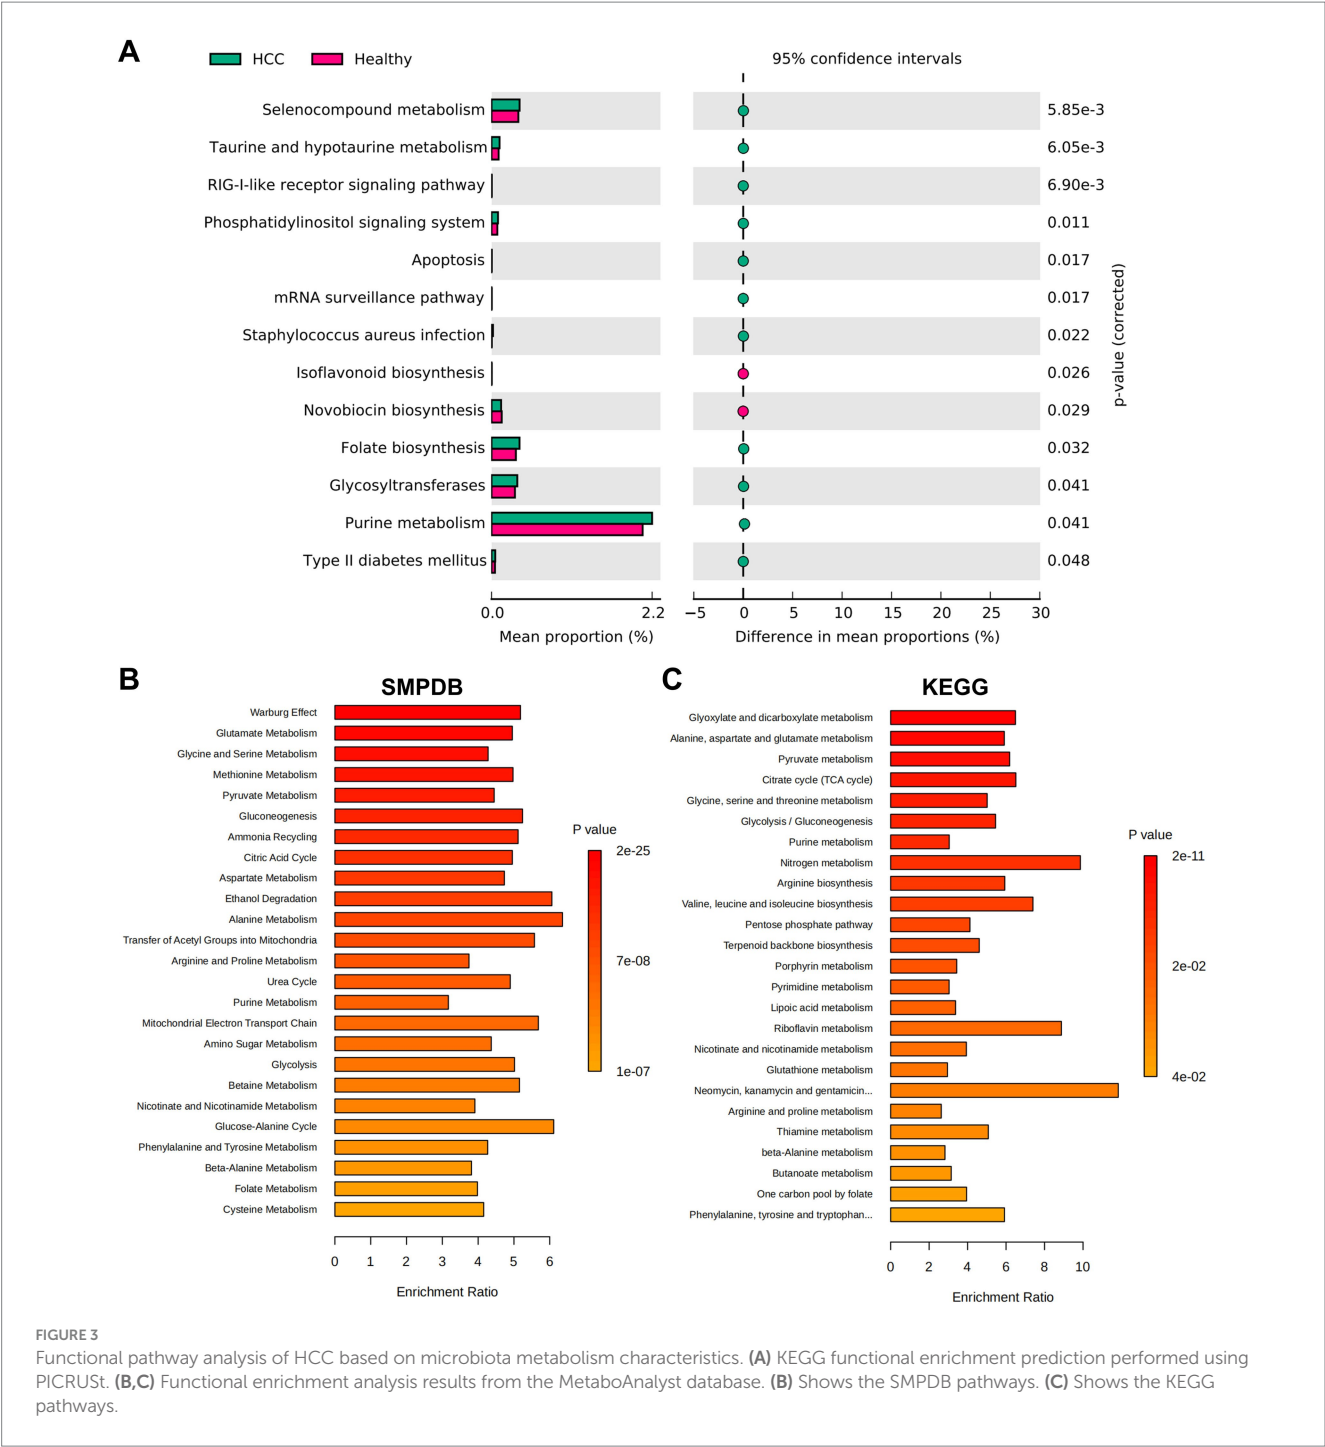 A
HCC
Healthy
95% confidence intervals
Selenocompound metabolism
5.85e-3
Taurine and hypotaurine metabolism
6.05e-3
RIG-I-like receptor signaling pathway
6.90e-3
Phosphatidylinositol signaling system
0.011
Apoptosis
0.017
mRNA surveillance pathway
0.017
Staphylococcus aureus infection
0.022
Isoflavonoid biosynthesis
0.026
Novobiocin biosynthesis
0.029
Folate biosynthesis
0.032
Glycosyltransferases
0.041
Purine metabolism
0.041
Type II diabetes mellitus
0.048
p-value (corrected)
0.0 2.2
−5 0 5 10 15 20 25 30
Mean proportion (%)
Difference in mean proportions (%)
B
SMPDB
Warburg Effect
Glutamate Metabolism
Glycine and Serine Metabolism
Methionine Metabolism
Pyruvate Metabolism
Gluconeogenesis
Ammonia Recycling
Citric Acid Cycle
Aspartate Metabolism
Ethanol Degradation
Alanine Metabolism
Transfer of Acetyl Groups into Mitochondria
Arginine and Proline Metabolism
Urea Cycle
Purine Metabolism
Mitochondrial Electron Transport Chain
Amino Sugar Metabolism
Glycolysis
Betaine Metabolism
Nicotinate and Nicotinamide Metabolism
Glucose-Alanine Cycle
Phenylalanine and Tyrosine Metabolism
Beta-Alanine Metabolism
Folate Metabolism
Cysteine Metabolism
0 1 2 3 4 5 6
Enrichment Ratio
P value
2e-25
7e-08
1e-07
C
KEGG
Glyoxylate and dicarboxylate metabolism
Alanine, aspartate and glutamate metabolism
Pyruvate metabolism
Citrate cycle (TCA cycle)
Glycine, serine and threonine metabolism
Glycolysis / Gluconeogenesis
Purine metabolism
Nitrogen metabolism
Arginine biosynthesis
Valine, leucine and isoleucine biosynthesis
Pentose phosphate pathway
Terpenoid backbone biosynthesis
Porphyrin metabolism
Pyrimidine metabolism
Lipoic acid metabolism
Riboflavin metabolism
Nicotinate and nicotinamide metabolism
Glutathione metabolism
Neomycin, kanamycin and gentamicin...
Arginine and proline metabolism
Thiamine metabolism
beta-Alanine metabolism
Butanoate metabolism
One carbon pool by folate
Phenylalanine, tyrosine and tryptophan...
0 2 4 6 8 10
Enrichment Ratio
P value
2e-11
2e-02
4e-02
FIGURE 3
Functional pathway analysis of HCC based on microbiota metabolism characteristics. (A) KEGG functional enrichment prediction performed using
PICRUSt. (B,C) Functional enrichment analysis results from the MetaboAnalyst database. (B) Shows the SMPDB pathways. (C) Shows the KEGG
pathways.